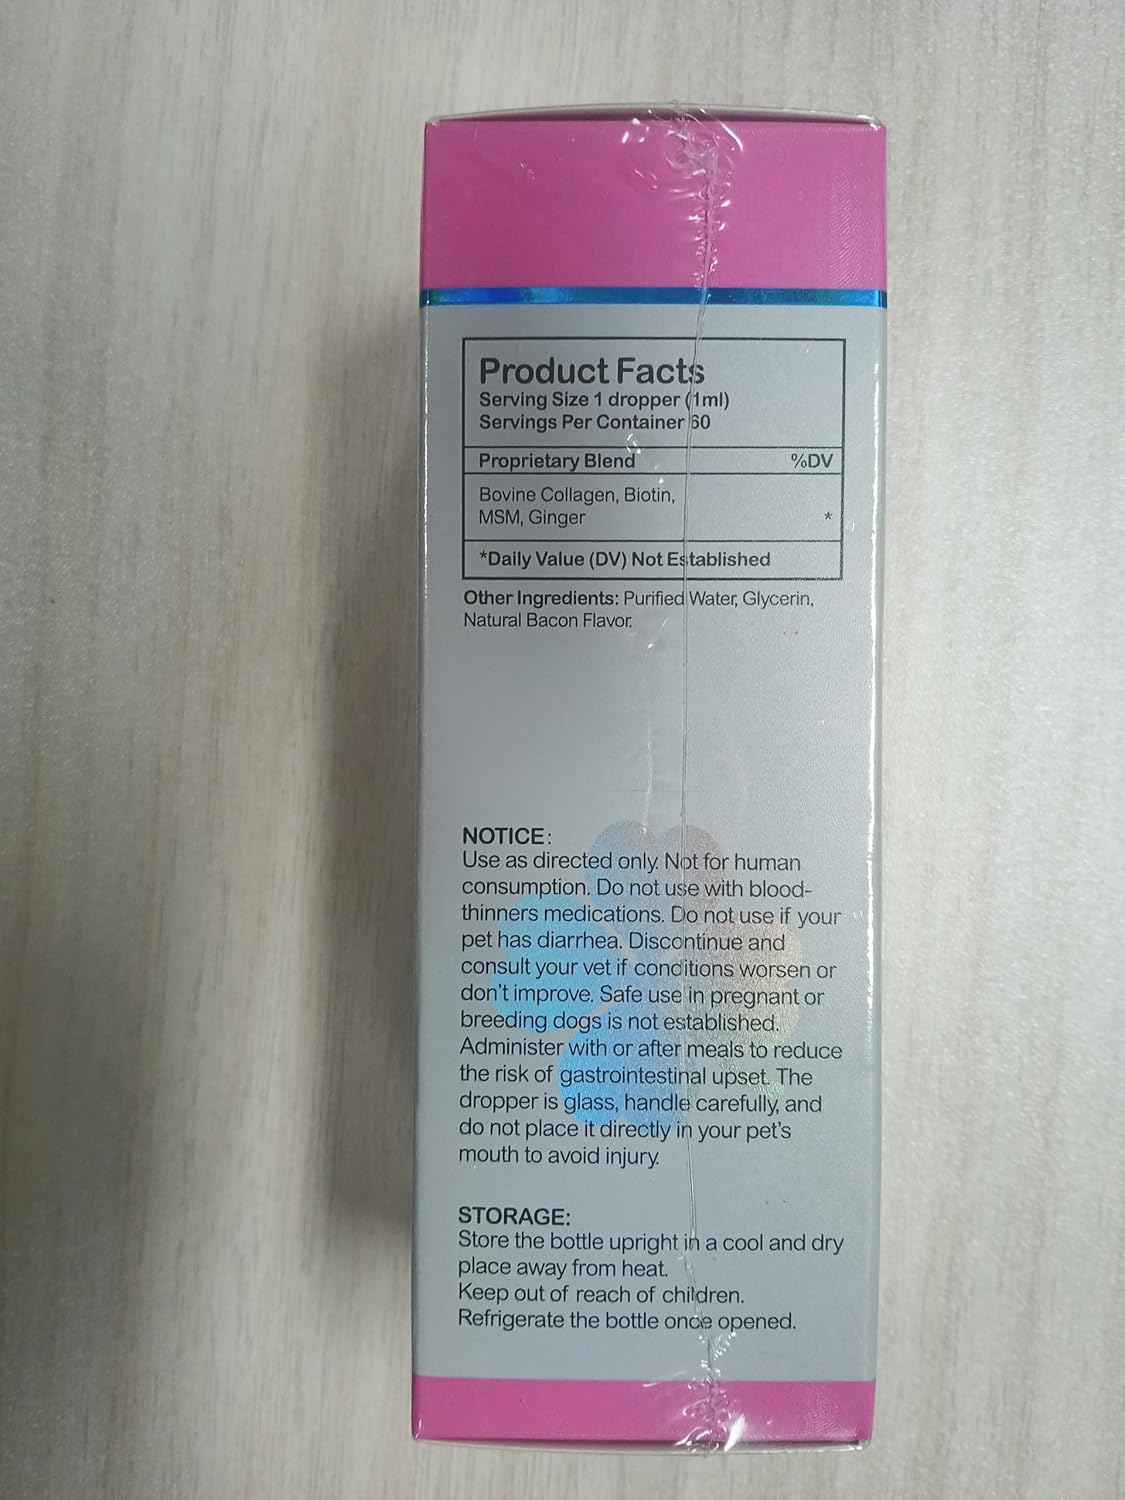 Product Facts
Serving Size 1 dropper (1ml)
Servings Per Container 60
Proprietary Blend %DV
Bovine Collagen, Biotin,
MSM, Ginger *
*Daily Value (DV) Not Established
Other Ingredients: Purified Water, Glycerin,
Natural Bacon Flavor.
NOTICE:
Use as directed only. Not for human
consumption. Do not use with blood-
thinners medications. Do not use if your
pet has diarrhea. Discontinue and
consult your vet if conditions worsen or
don't improve. Safe use in pregnant or
breeding dogs is not established.
Administer with or after meals to reduce
the risk of gastrointestinal upset. The
dropper is glass, handle carefully, and
do not place it directly in your pet's
mouth to avoid injury.
STORAGE:
Store the bottle upright in a cool and dry
place away from heat.
Keep out of reach of children.
Refrigerate the bottle once opened.